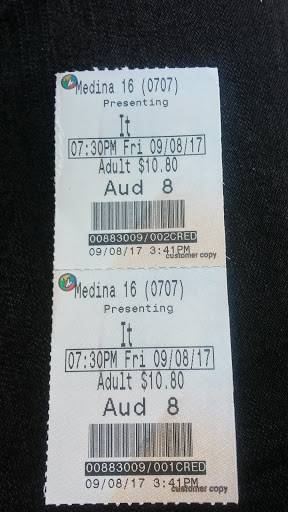 Medina 16 (0707)
Presenting
It
07:30PM Fri 09/08/17
Adult $10.80
Aud 8
00883009/002CRED
09/08/17 3:41PM
customer copy
Medina 16 (0707)
Presenting
It
07:30PM Fri 09/08/17
Adult $10.80
Aud 8
00883009/001CRED
09/08/17 3:41PM
customer copy